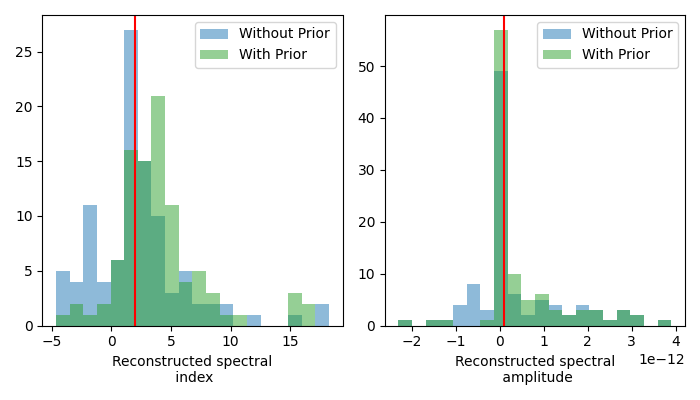 25
20
15
10
5
0
−5
0
5
10
15
Reconstructed spectral
index
Without Prior
With Prior
50
40
30
20
10
0
−2
−1
0
1
2
3
4
1e−12
Reconstructed spectral
amplitude
Without Prior
With Prior